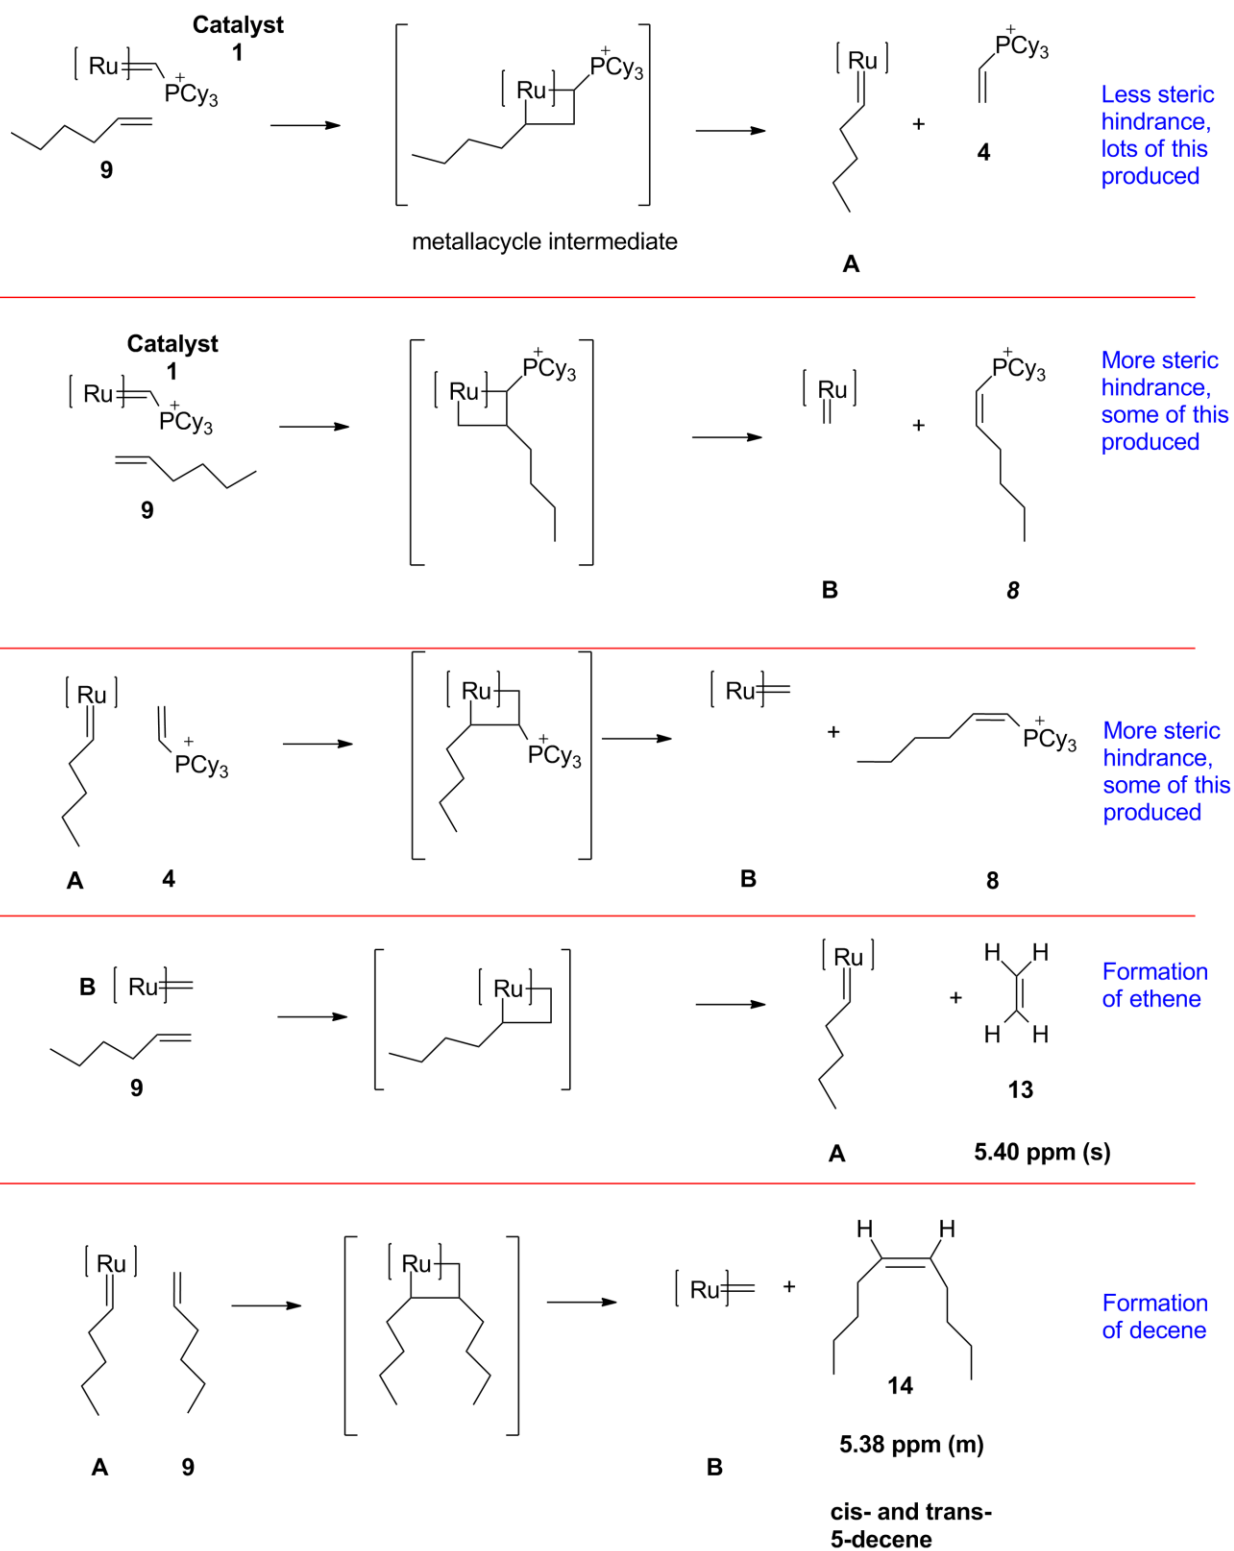 Catalyst
1
[ Ru ]
+
PCy3
9
[ Ru ]
+
PCy3
metallacycle intermediate
[ Ru ]
A
+
+
PCy3
4
Less steric
hindrance,
lots of this
produced
Catalyst
1
[ Ru ]
+
PCy3
9
[ Ru ]
+
PCy3
[ Ru ]
B
+
+
PCy3
8
More steric
hindrance,
some of this
produced
[ Ru ]
A
+
PCy3
4
[ Ru ]
+
PCy3
[ Ru ]
B
+
+
PCy3
8
More steric
hindrance,
some of this
produced
B [ Ru ]
9
[ Ru ]
[ Ru ]
A
+
H H
H H
13
5.40 ppm (s)
Formation
of ethene
[ Ru ]
A
9
[ Ru ]
[ Ru ]
B
+
H H
14
5.38 ppm (m)
cis- and trans-
5-decene
Formation
of decene